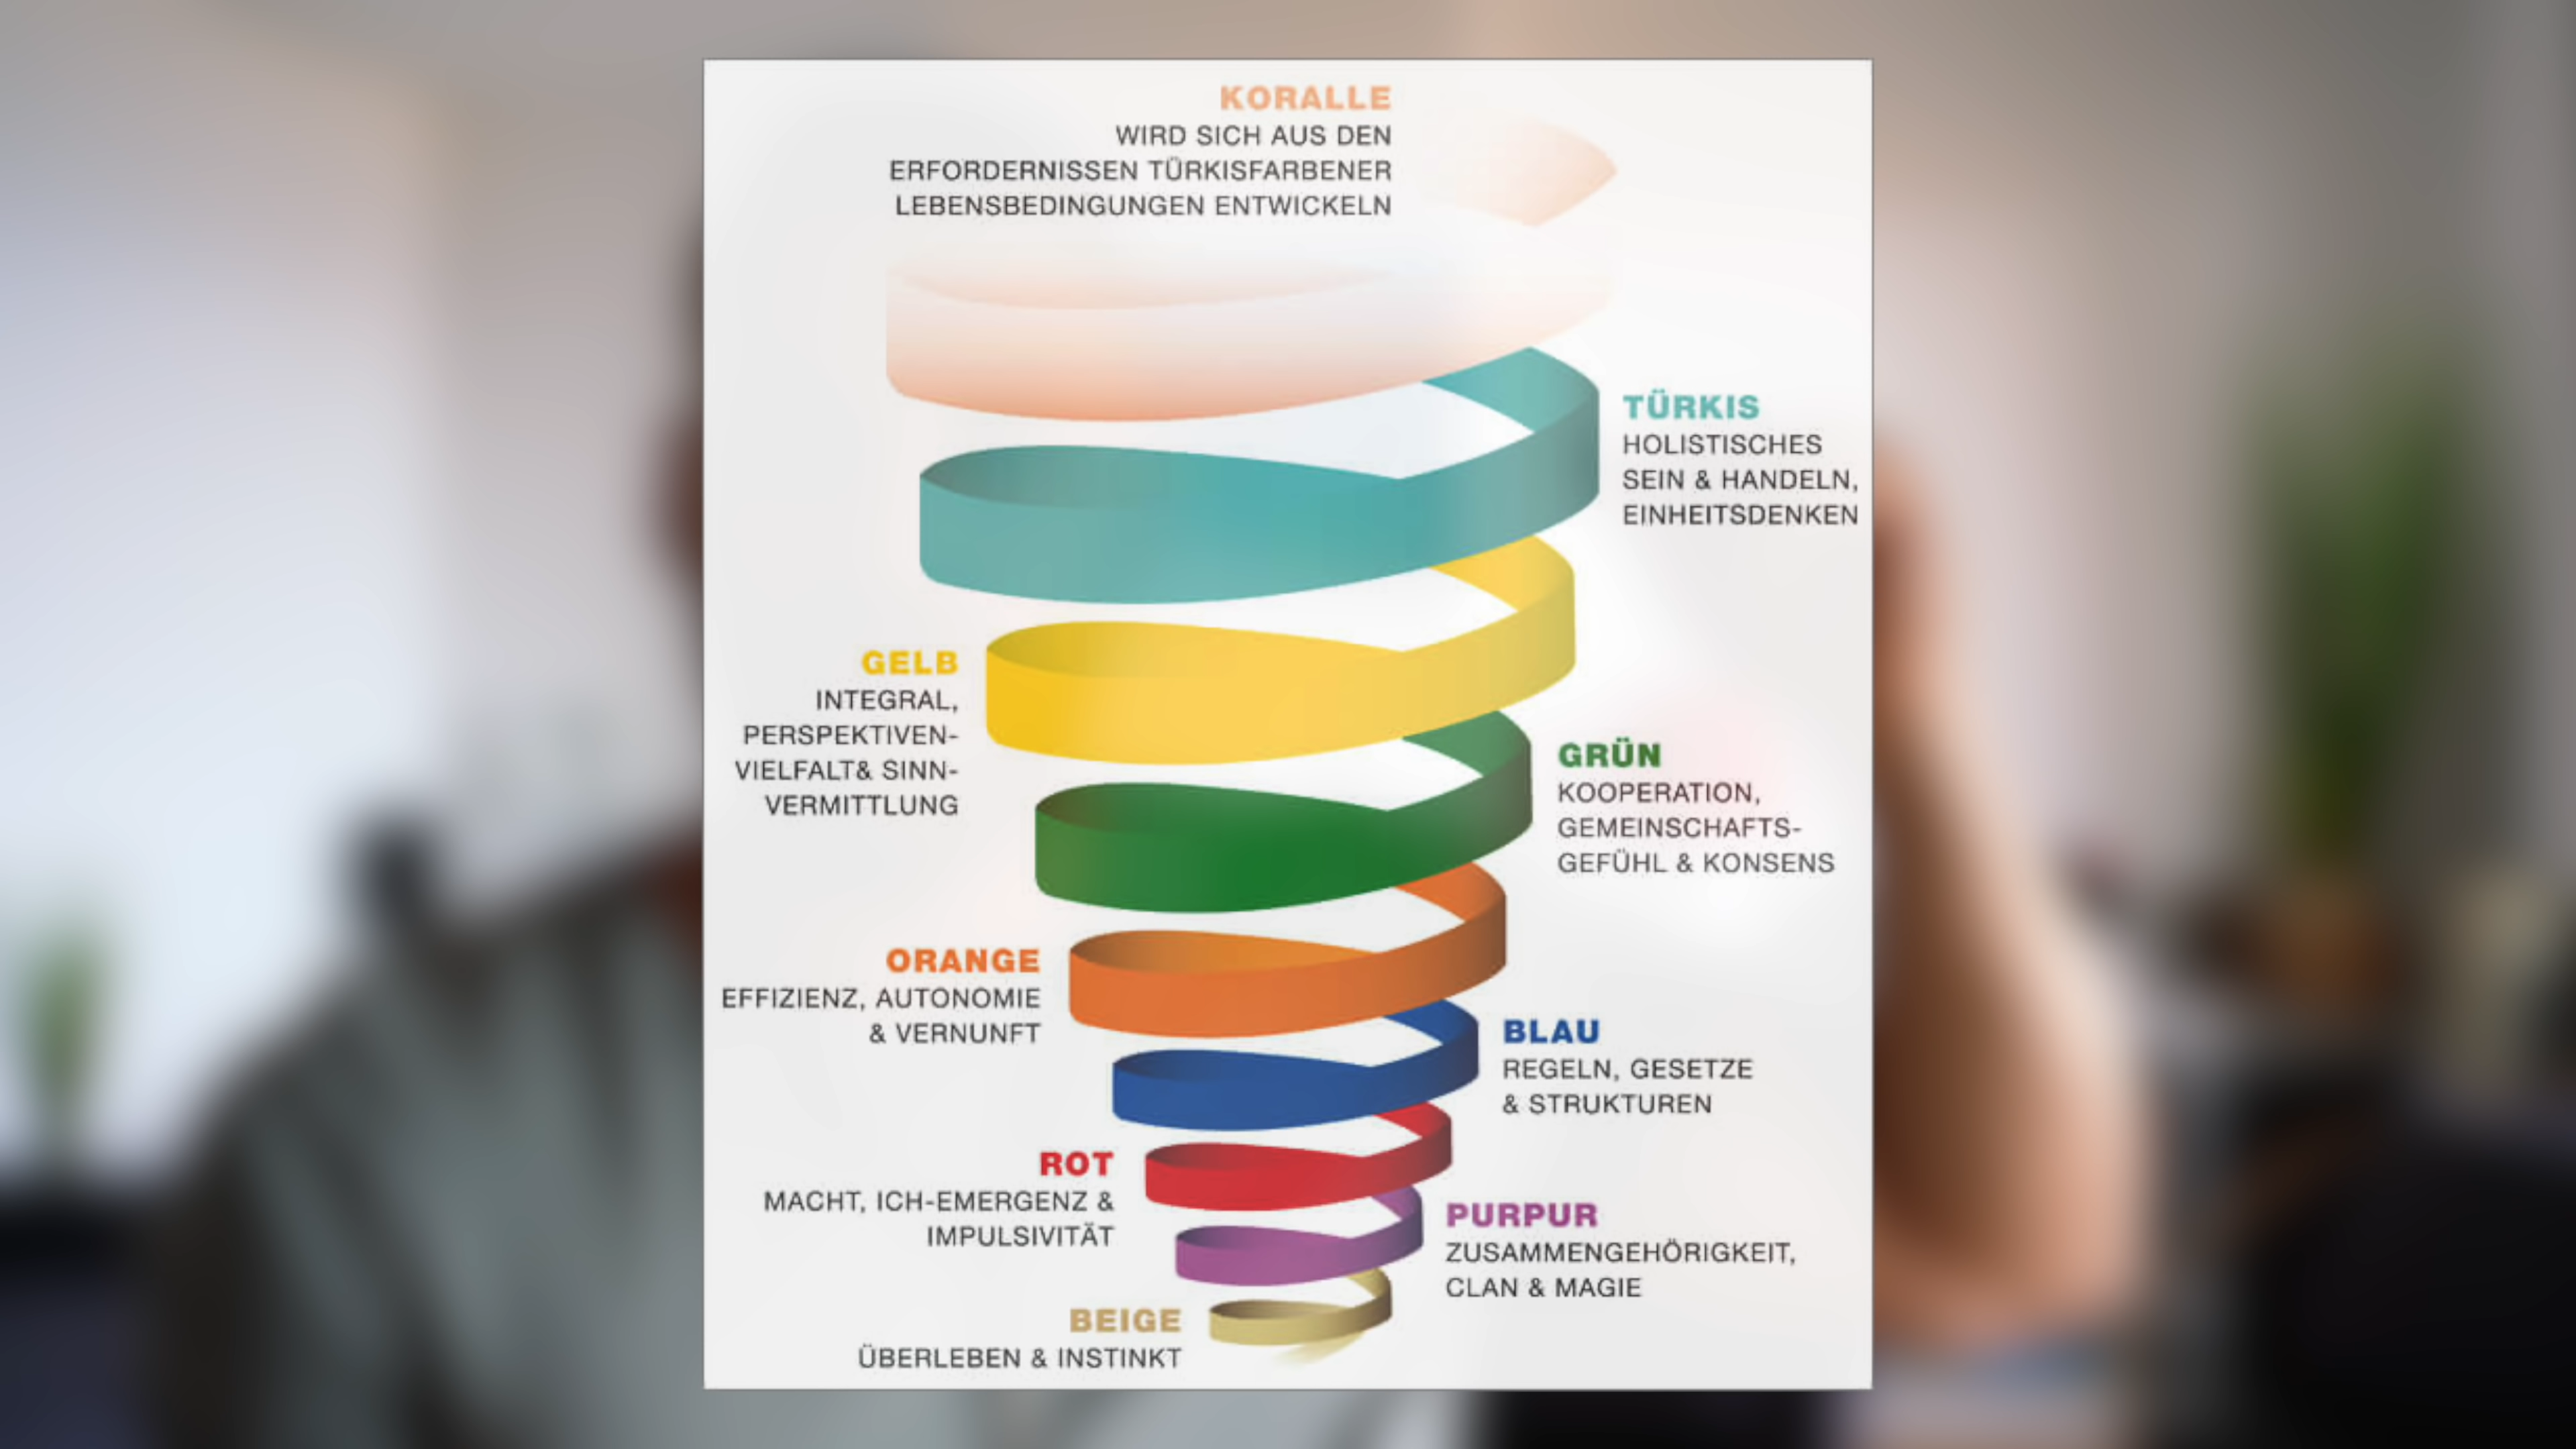 KORALLE
WIRD SICH AUS DEN
ERFORDERNISSEN TÜRKISFARBENER
LEBENSBEDINGUNGEN ENTWICKELN
TÜRKIS
HOLISTISCHES
SEIN & HANDELN,
EINHEITSDENKEN
GELB
INTEGRAL,
PERSPEKTIVEN-
VIELFALT& SINN-
VERMITTLUNG
GRÜN
KOOPERATION,
GEMEINSCHAFTS-
GEFÜHL & KONSENS
ORANGE
EFFIZIENZ, AUTONOMIE
& VERNUNFT
BLAU
REGELN, GESETZE
& STRUKTUREN
ROT
MACHT, ICH-EMERGENZ &
IMPULSIVITÄT
PURPUR
ZUSAMMENGEHÖRIGKEIT,
CLAN & MAGIE
BEIGE
ÜBERLEBEN & INSTINKT